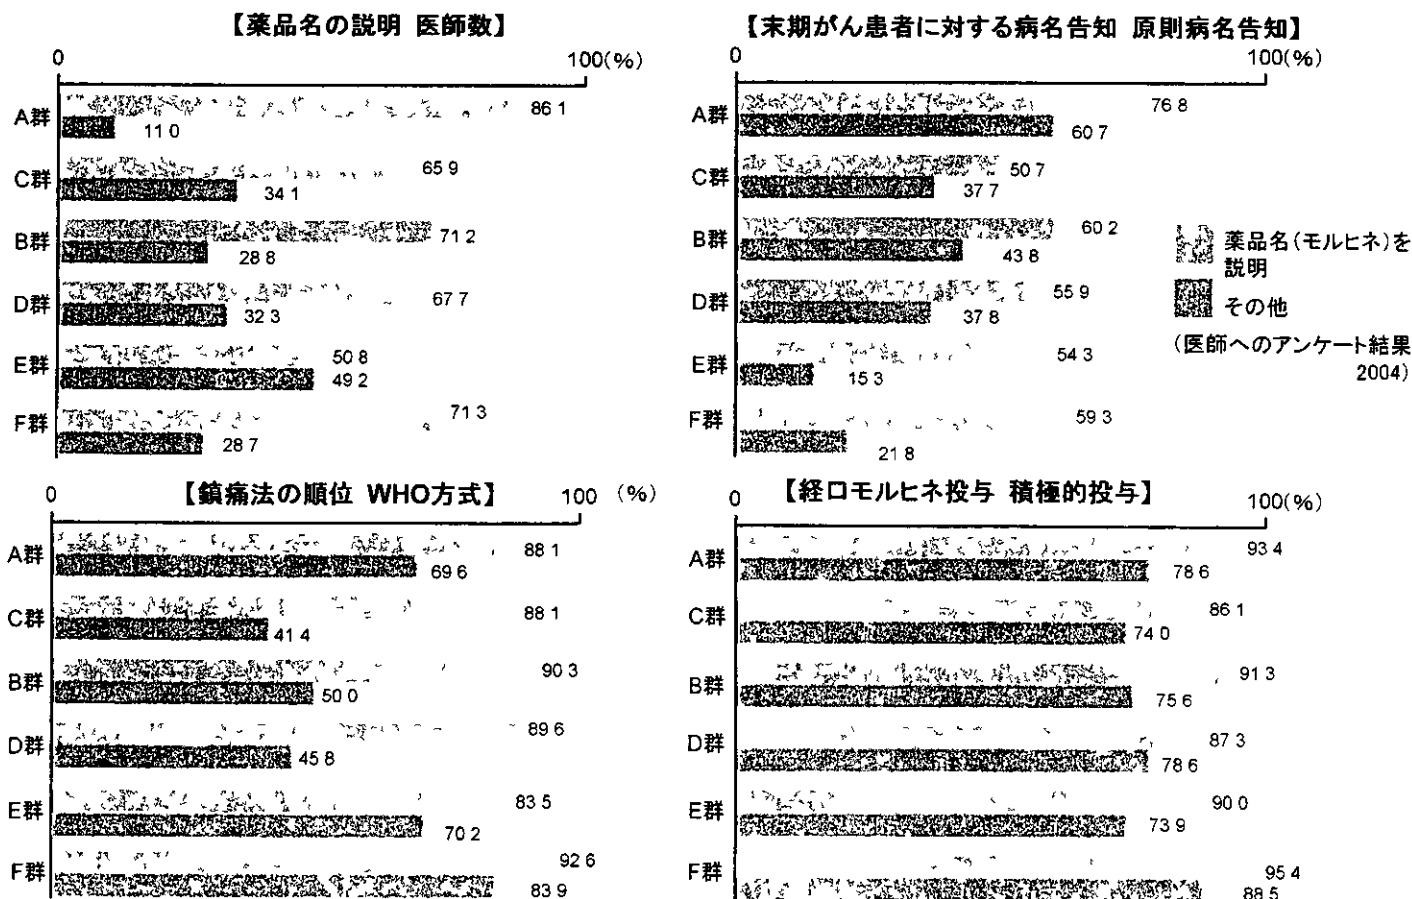 【薬品名の説明 医師数】
0 100(%)
A群 86 1
11 0
C群 65 9
34 1
B群 71 2
28 8
D群 67 7
32 3
E群 50 8
49 2
F群 71 3
28 7
【末期がん患者に対する病名告知 原則病名告知】
0 100(%)
A群 76 8
60 7
C群 50 7
37 7
B群 60 2
43 8
D群 55 9
37 8
E群 54 3
15 3
F群 59 3
21 8
薬品名(モルヒネ)を
説明
その他
(医師へのアンケート結果
2004)
【鎮痛法の順位 WHO方式】
0 100 (%)
A群 88 1
69 6
C群 88 1
41 4
B群 90 3
50 0
D群 89 6
45 8
E群 83 5
70 2
F群 92 6
83 9
【経口モルヒネ投与 積極的投与】
0 100(%)
A群 93 4
78 6
C群 86 1
74 0
B群 91 3
75 6
D群 87 3
78 6
E群 90 0
73 9
F群 95 4
88 5